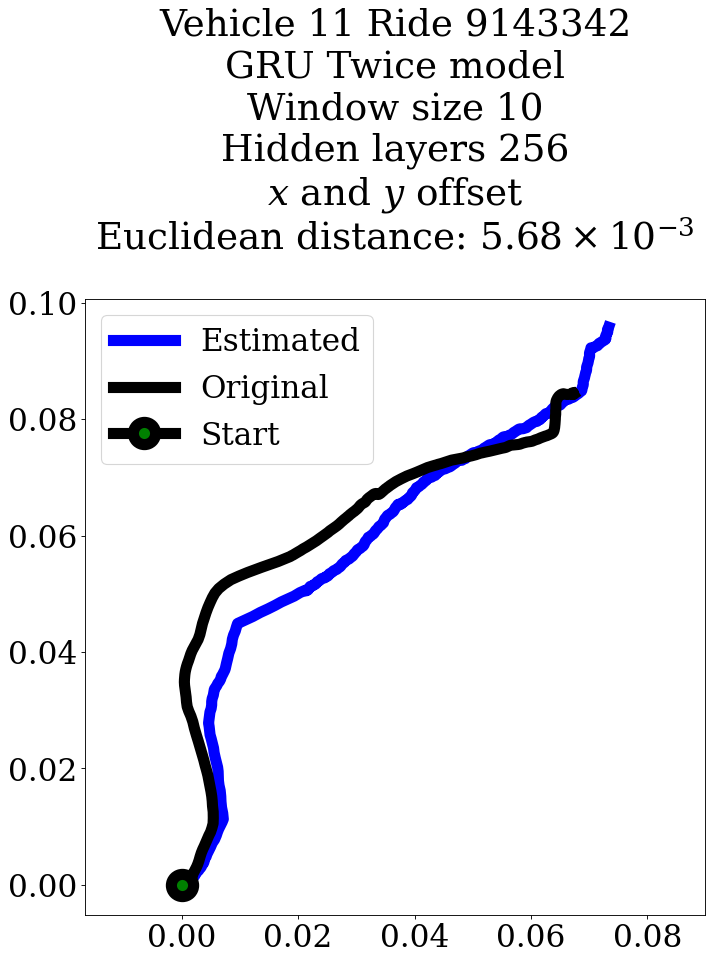 Vehicle 11 Ride 9143342
GRU Twice model
Window size 10
Hidden layers 256
x and y offset
Euclidean distance: 5.68 × 10⁻³
0.10
0.08
0.06
0.04
0.02
0.00
Estimated
Original
Start
0.00 0.02 0.04 0.06 0.08